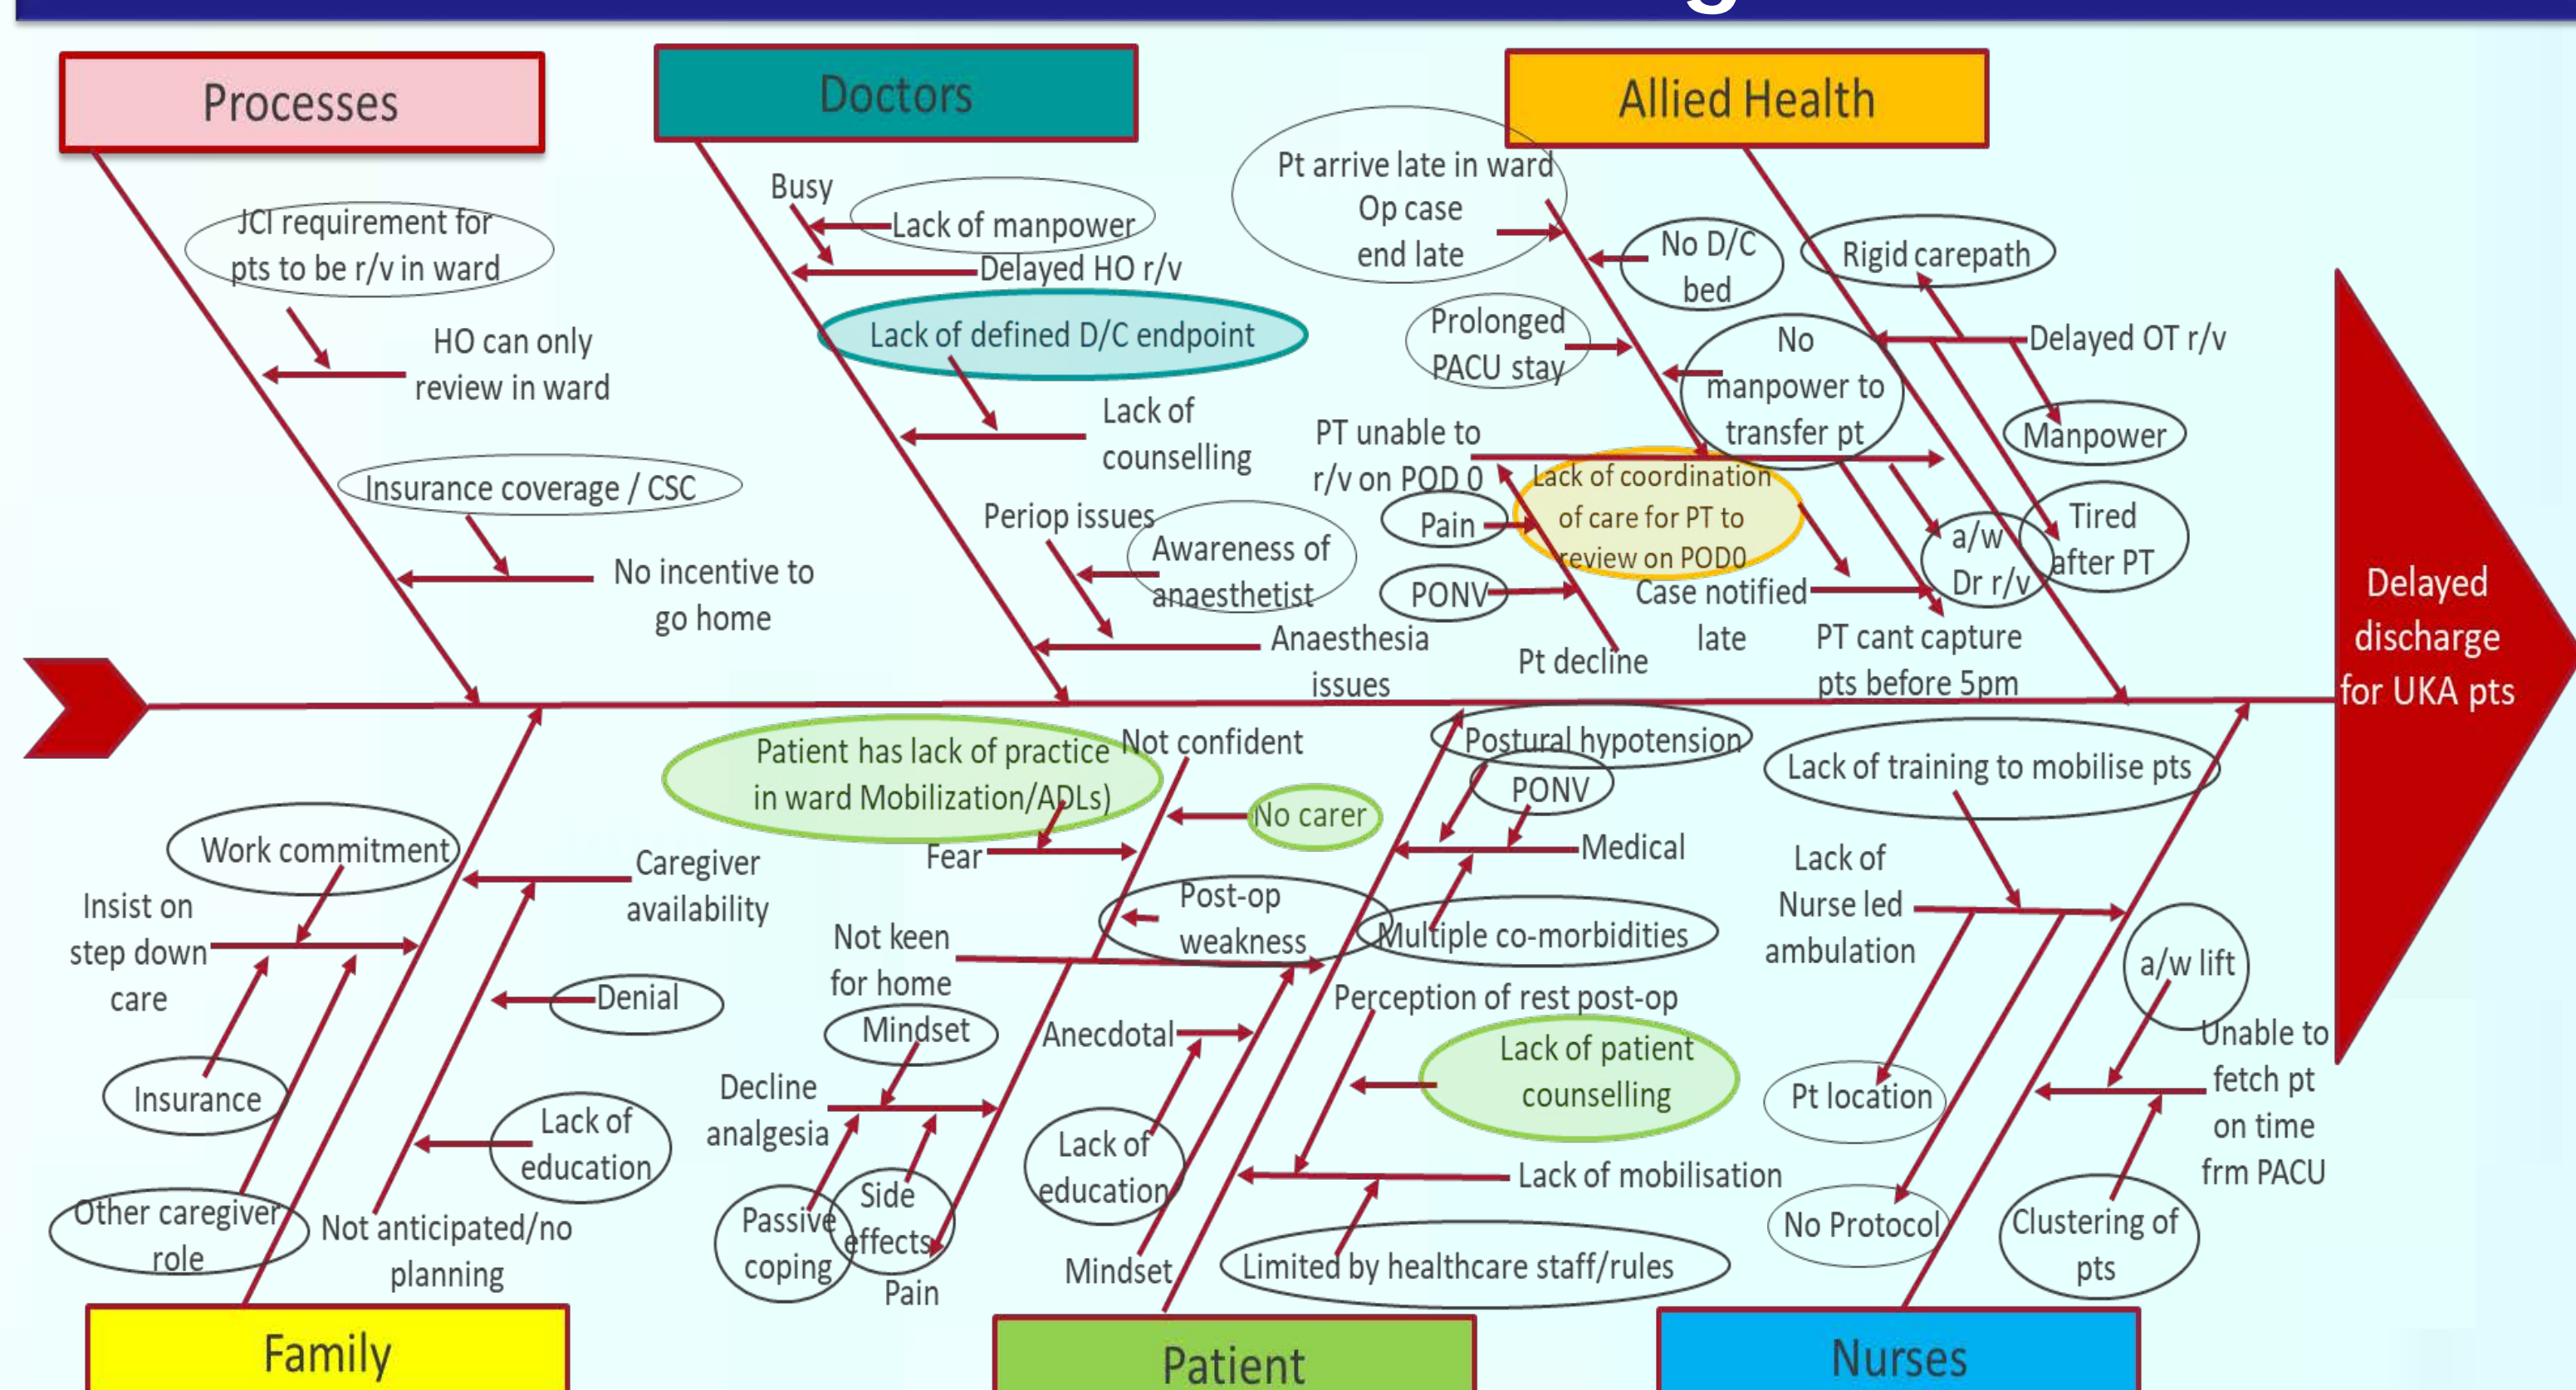 Processes
Doctors
Allied Health
JCI requirement for
pts to be r/v in ward
HO can only
review in ward
Insurance coverage / CSC
No incentive to
go home
Busy
Lack of manpower
Delayed HO r/v
Lack of defined D/C endpoint
Lack of
counselling
Periop issues
Awareness of
anaesthetist
Anaesthesia
issues
Pt arrive late in ward
Op case
end late
No D/C
bed
Prolonged
PACU stay
No
manpower to
transfer pt
PT unable to
r/v on POD 0
Lack of coordination
of care for PT to
review on POD0
Pain
PONV
Pt decline
Case notified
late
PT cant capture
pts before 5pm
a/w
Dr r/v
Rigid carepath
Delayed OT r/v
Manpower
Tired
after PT
Delayed
discharge
for UKA pts
Work commitment
Insist on
step down
care
Insurance
Other caregiver
role
Caregiver
availability
Denial
Lack of
education
Not anticipated/no
planning
Family
Patient has lack of practice
in ward Mobilization/ADLs)
Not confident
Fear
No carer
Post-op
weakness
Not keen
for home
Mindset
Decline
analgesia
Passive
coping
Side
effects
Pain
Anecdotal
Lack of
education
Mindset
Postural hypotension
PONV
Medical
Multiple co-morbidities
Perception of rest post-op
Lack of patient
counselling
Lack of mobilisation
Limited by healthcare staff/rules
Patient
Lack of training to mobilise pts
Lack of
Nurse led
ambulation
Pt location
No Protocol
a/w lift
Unable to
fetch pt
on time
frm PACU
Clustering of
pts
Nurses